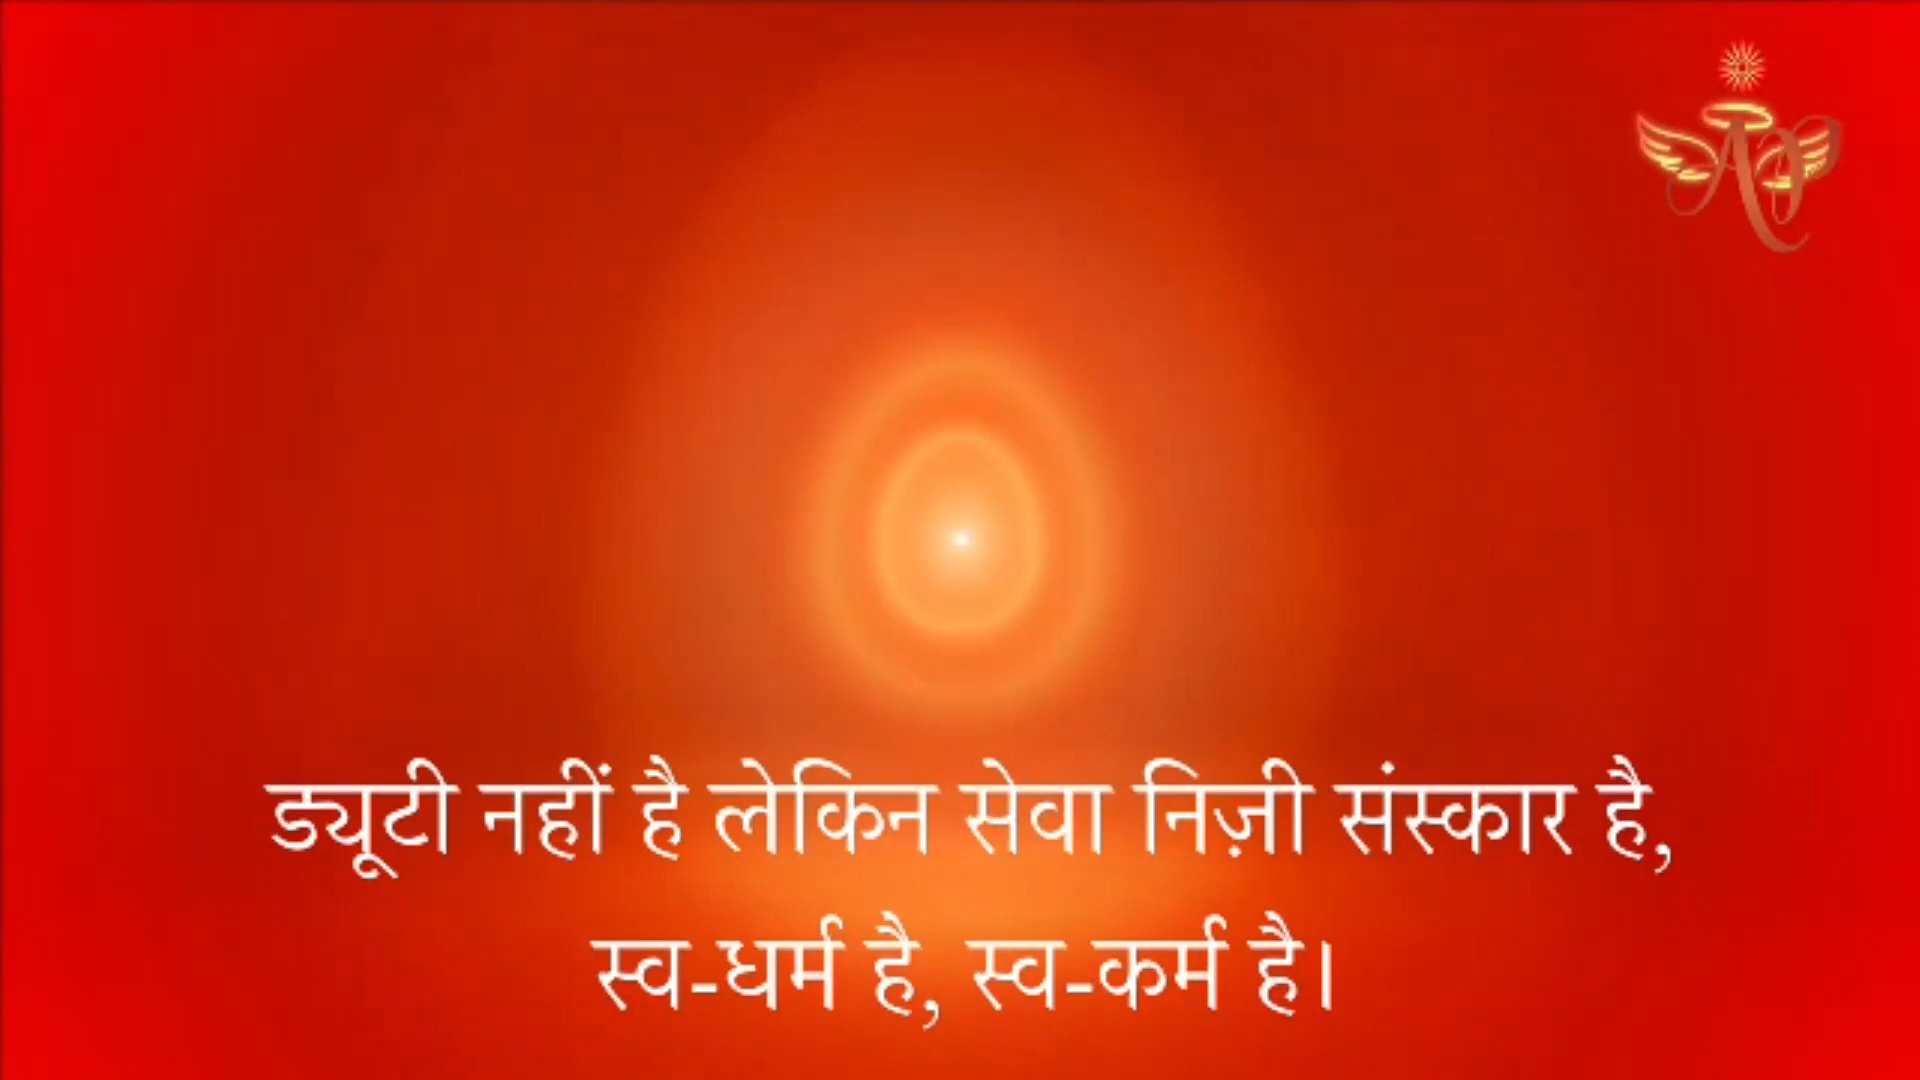 ड्यूटी नहीं है लेकिन सेवा निज़ी संस्कार है,
स्व-धर्म है, स्व-कर्म है।